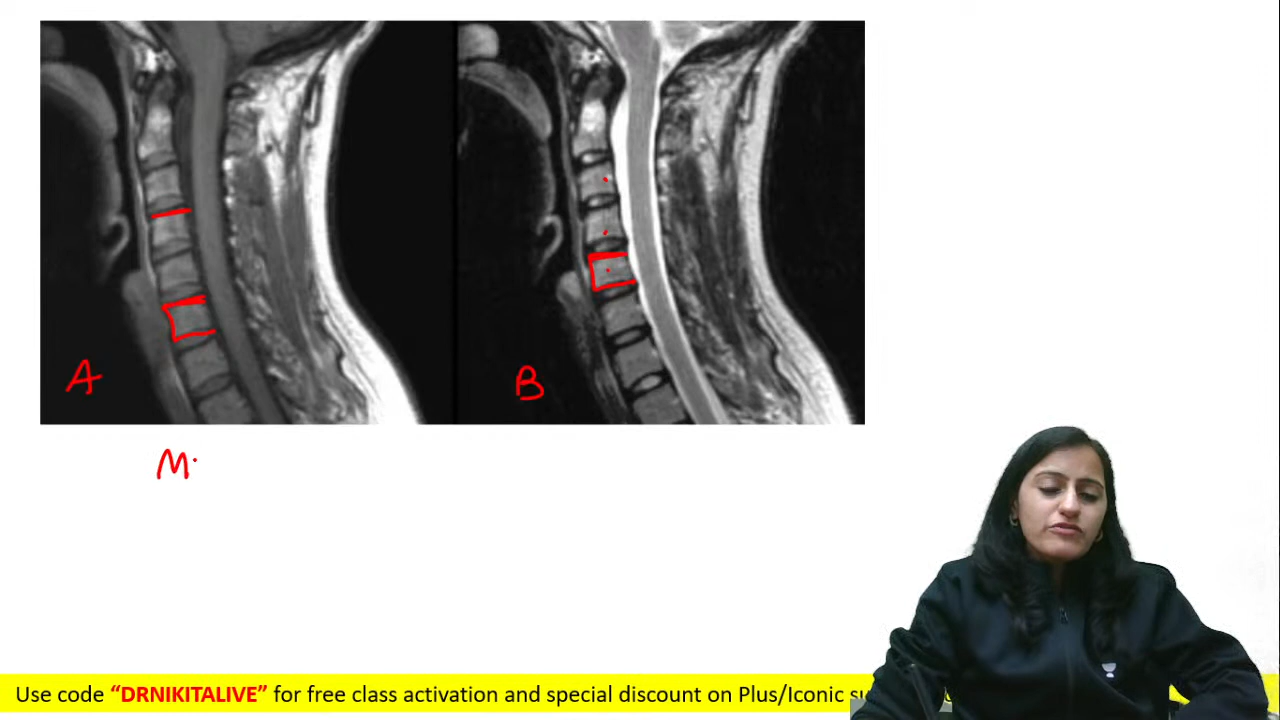 A
B
M
Use code “DRNIKITALIVE” for free class activation and special discount on Plus/Iconic